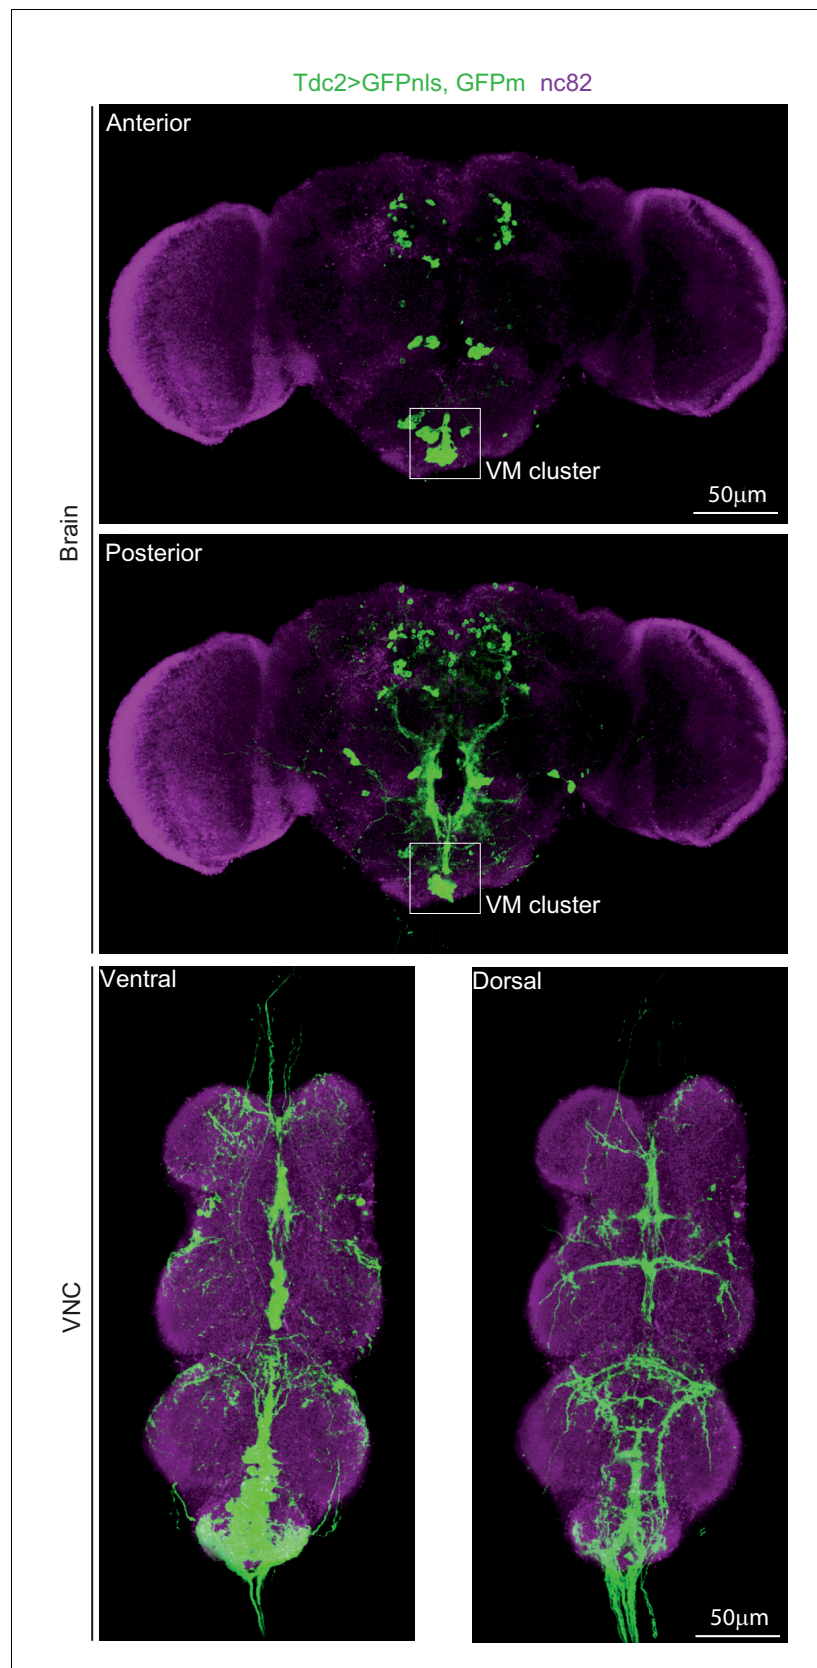 Tdc2>GFPnls, GFPm nc82
Anterior
VM cluster
50μm
Brain
Posterior
VM cluster
Ventral
Dorsal
VNC
50μm